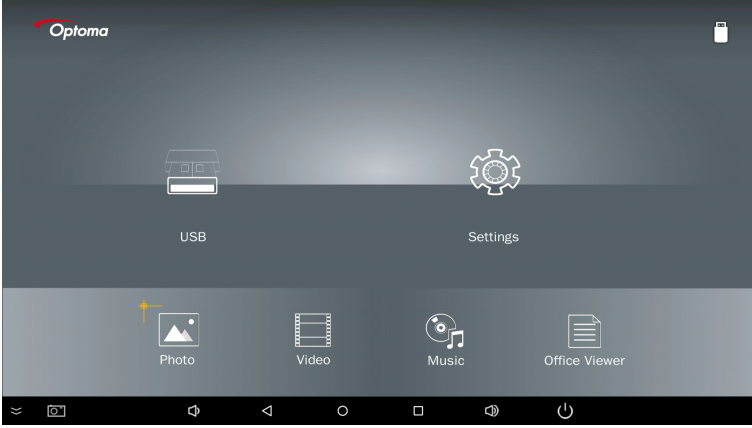 Optoma
USB
Settings
Photo
Video
Music
Office Viewer